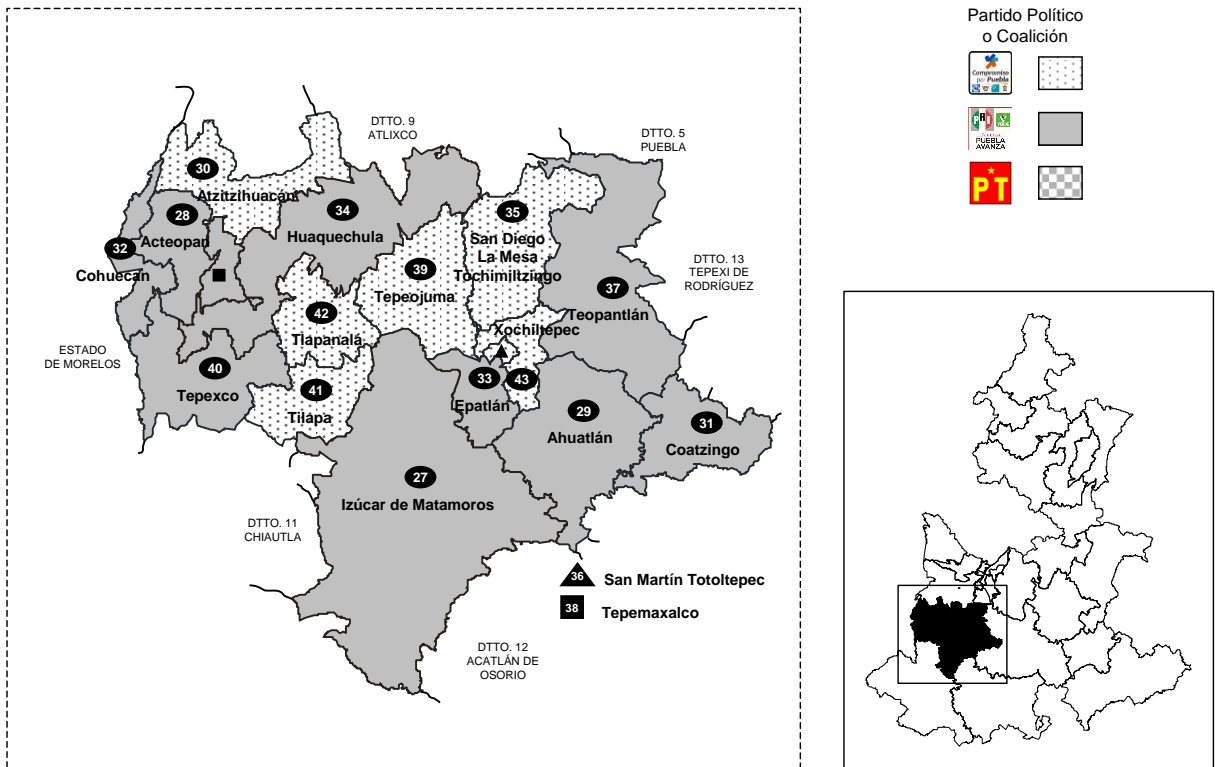 Partido Político
o Coalición
Compromiso
por Puebla
PRI
PUEBLA
AVANZA
PT
DTTO. 9
ATLIXCO
DTTO. 5
PUEBLA
30
Atzitzihuacán
28
Acteopan
34
Huaquechula
35
San Diego
La Mesa
Tochimiltzingo
32
Cohuecan
39
Tepeojuma
DTTO. 13
TEPEXI DE
RODRÍGUEZ
37
Teopantlán
42
Tlapanalá
Xochiltepec
ESTADO
DE MORELOS
40
Tepexco
41
Tilapa
33
Epatlán
43
29
Ahuatlán
31
Coatzingo
27
Izúcar de Matamoros
DTTO. 11
CHIAUTLA
36 San Martín Totoltepec
38 Tepemaxalco
DTTO. 12
ACATLÁN DE
OSORIO